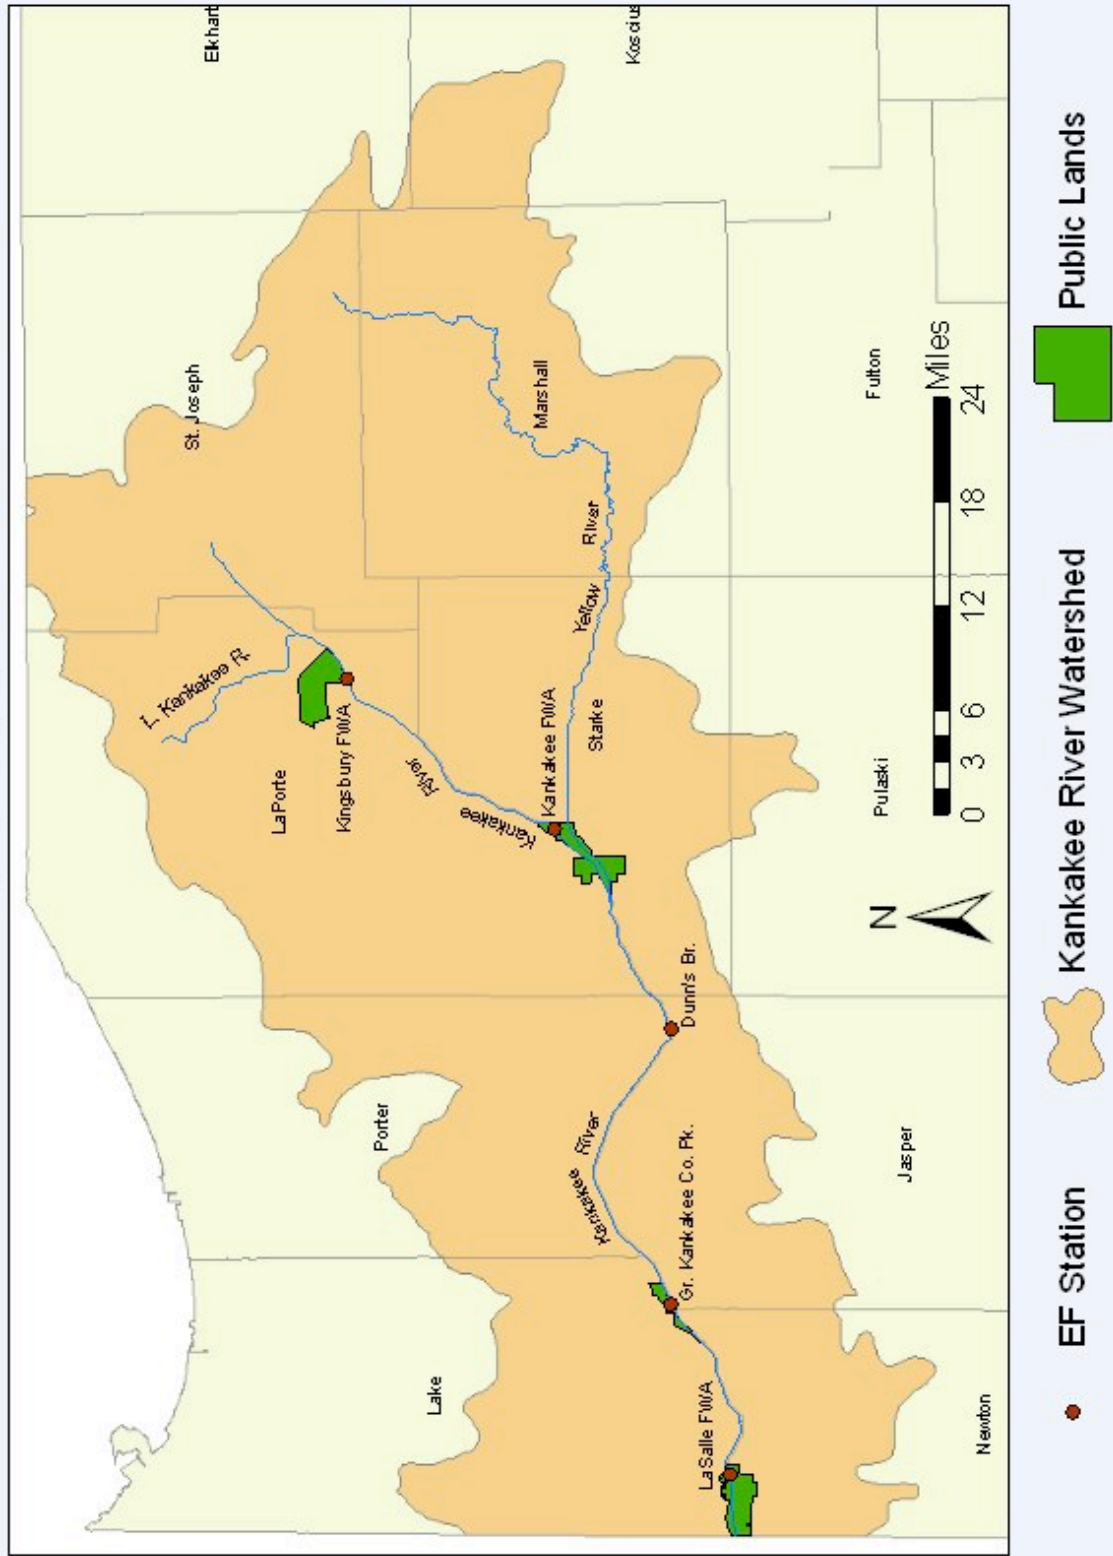 Elkhart
Koscius
St. Joseph
L. Kankakee R.
LaPorte
Kingsbury FWA
Marshall
Yellow River
Kankakee River
Kankakee FWA
Starke
Fulton
Pulaski
Porter
Dunn's Br.
Kankakee River
Gr. Kankakee Co. Pk.
Jasper
Lake
LaSalle FWA
Newton
N
0 3 6 12 18 24
Miles
EF Station
Kankakee River Watershed
Public Lands